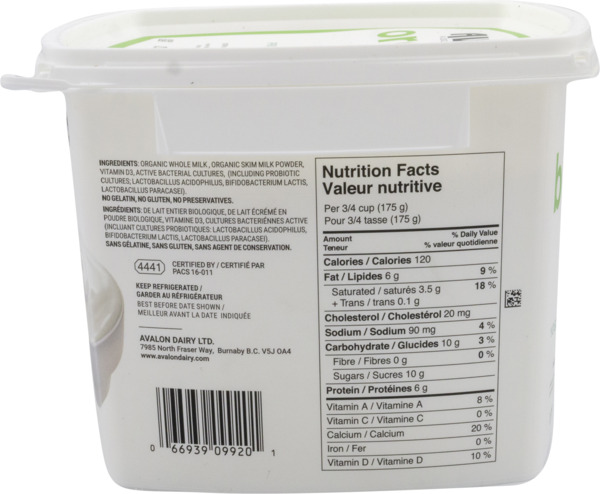 INGREDIENTS: ORGANIC WHOLE MILK, ORGANIC SKIM MILK POWDER,
VITAMIN D3, ACTIVE BACTERIAL CULTURES, (INCLUDING PROBIOTIC
CULTURES; LACTOBACILLUS ACIDOPHILUS, BIFIDOBACTERIUM LACTIS,
LACTOBACILLUS PARACASEI).
NO GELATIN, NO GLUTEN, NO PRESERVATIVES.
INGRÉDIENTS: DE LAIT ENTIER BIOLOGIQUE, DE LAIT ÉCRÉMÉ EN
POUDRE BIOLOGIQUE, VITAMINE D3, CULTURES BACTERIÉNNES ACTIVE
(INCLUANT CULTURES PROBIOTIQUES: LACTOBACILLUS ACIDOPHILUS,
BIFIDOBACTERIUM LACTIS, LACTOBACILLUS PARACASEI).
SANS GÉLATINE, SANS GLUTEN, SANS AGENT DE CONSERVATION.
4441 CERTIFIED BY / CERTIFIÉ PAR
PACS 16-011
KEEP REFRIGERATED /
GARDER AU RÉFRIGÉRATEUR
BEST BEFORE DATE SHOWN /
MEILLEUR AVANT LA DATE INDIQUÉE
AVALON DAIRY LTD.
7985 North Fraser Way, Burnaby B.C. V5J 0A4
www.avalondairy.com
0 66939 09920 1
Nutrition Facts
Valeur nutritive
Per 3/4 cup (175 g)
Pour 3/4 tasse (175 g)
Amount % Daily Value
Teneur % valeur quotidienne
Calories / Calories 120
Fat / Lipides 6 g 9 %
Saturated / saturés 3.5 g 18 %
+ Trans / trans 0.1 g
Cholesterol / Cholestérol 20 mg
Sodium / Sodium 90 mg 4 %
Carbohydrate / Glucides 10 g 3 %
Fibre / Fibres 0 g 0 %
Sugars / Sucres 10 g
Protein / Protéines 6 g
Vitamin A / Vitamine A 8 %
Vitamin C / Vitamine C 0 %
Calcium / Calcium 20 %
Iron / Fer 0 %
Vitamin D / Vitamine D 10 %